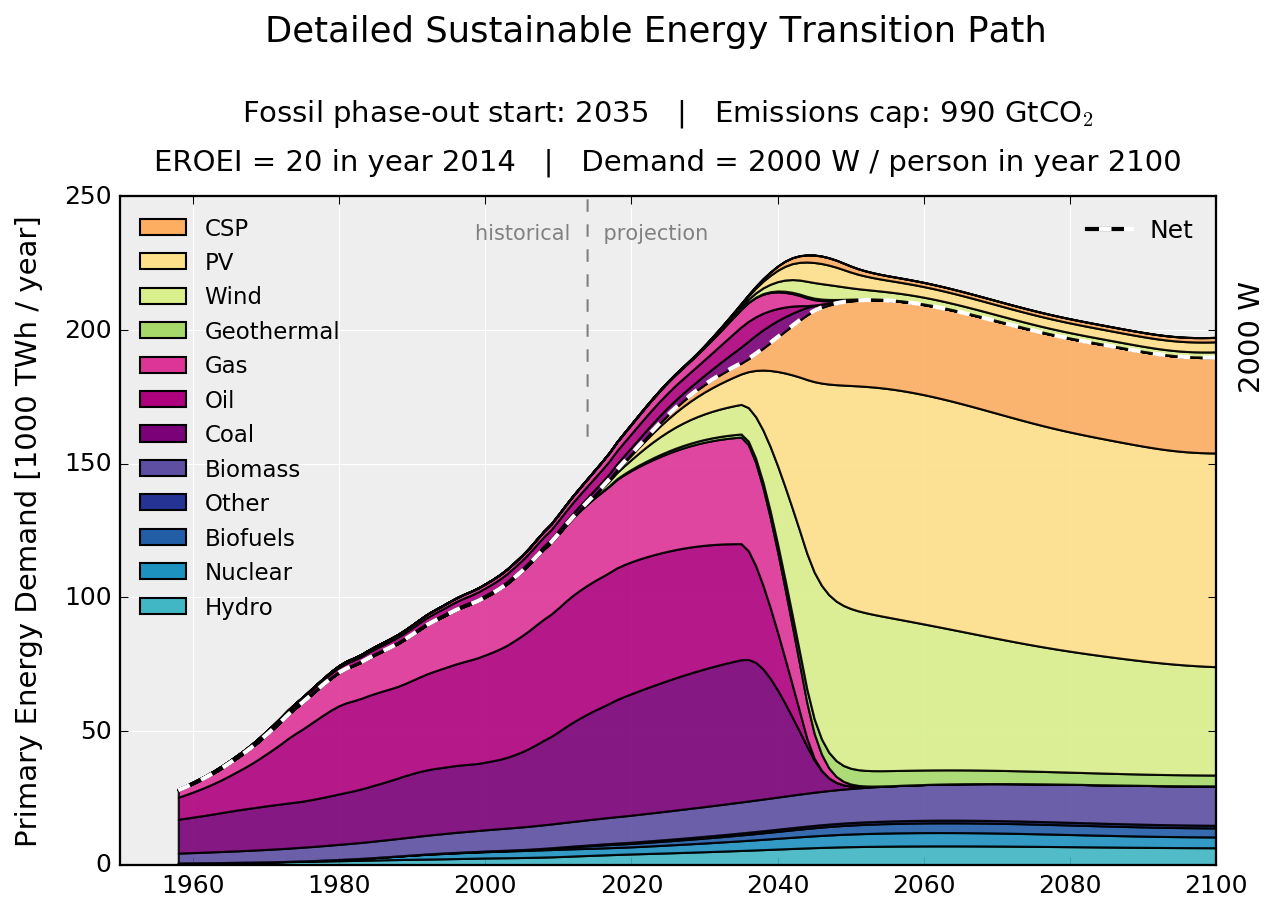 Detailed Sustainable Energy Transition Path
Fossil phase-out start: 2035 | Emissions cap: 990 GtCO₂
EROEI = 20 in year 2014 | Demand = 2000 W / person in year 2100
Primary Energy Demand [1000 TWh / year]
250
200
150
100
50
0
CSP
PV
Wind
Geothermal
Gas
Oil
Coal
Biomass
Other
Biofuels
Nuclear
Hydro
historical
projection
Net
2000 W
1960
1980
2000
2020
2040
2060
2080
2100